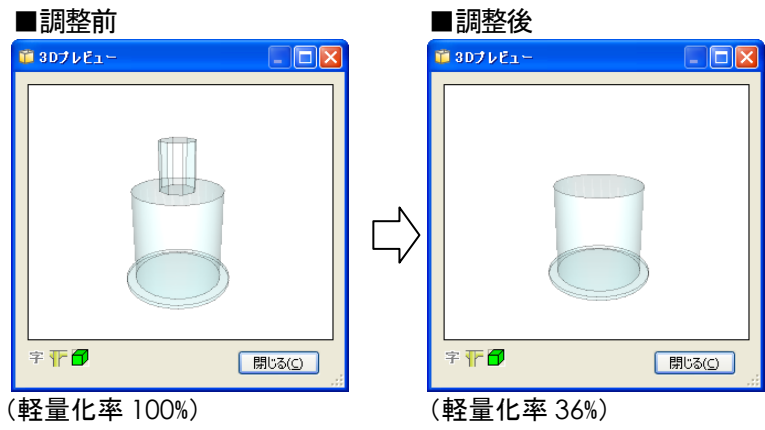 ■調整前
3Dプレビュー
字
閉じる(C)
(軽量化率 100%)
■調整後
3Dプレビュー
字
閉じる(C)
(軽量化率 36%)